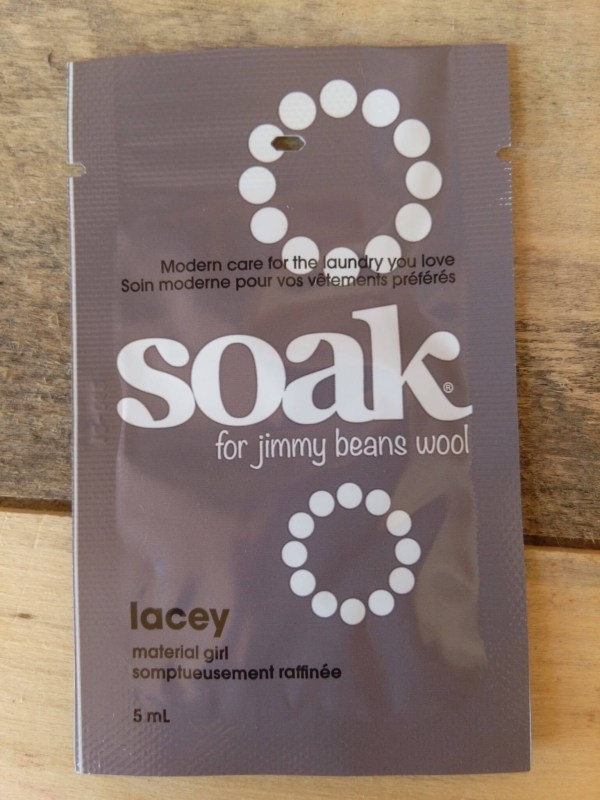 Modern care for the laundry you love
Soin moderne pour vos vêtements préférés
soak®
for jimmy beans wool
lacey
material girl
somptueusement raffinée
5 mL